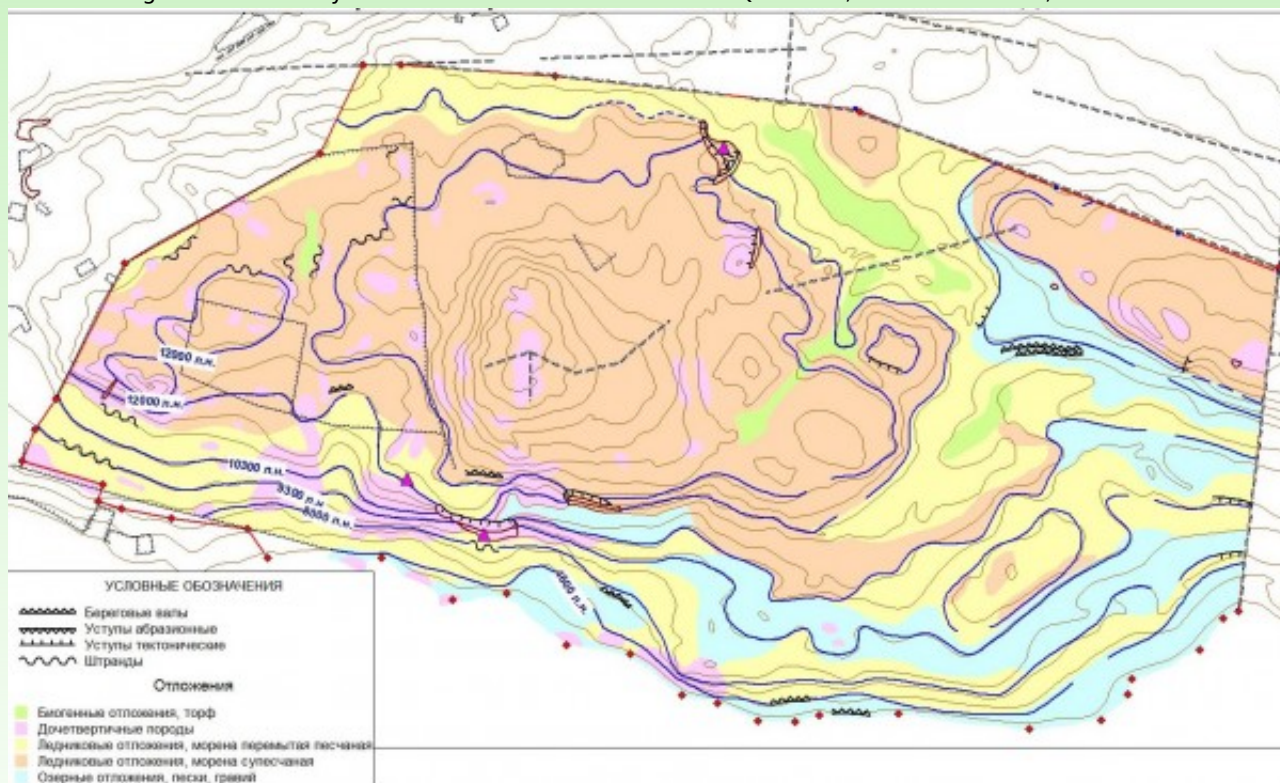 12000 л.н.
12000 л.н.
10300 л.н.
9300 л.н.
8000 л.н.
УСЛОВНЫЕ ОБОЗНАЧЕНИЯ
Береговые валы
Уступы абразионные
Уступы тектонические
Штранды
Отложения
Биогенные отложения, торф
Дочетвертичные породы
Ледниковые отложения, морена перемытая песчаная
Ледниковые отложения, морена супесчаная
Озерные отложения, пески, гравий